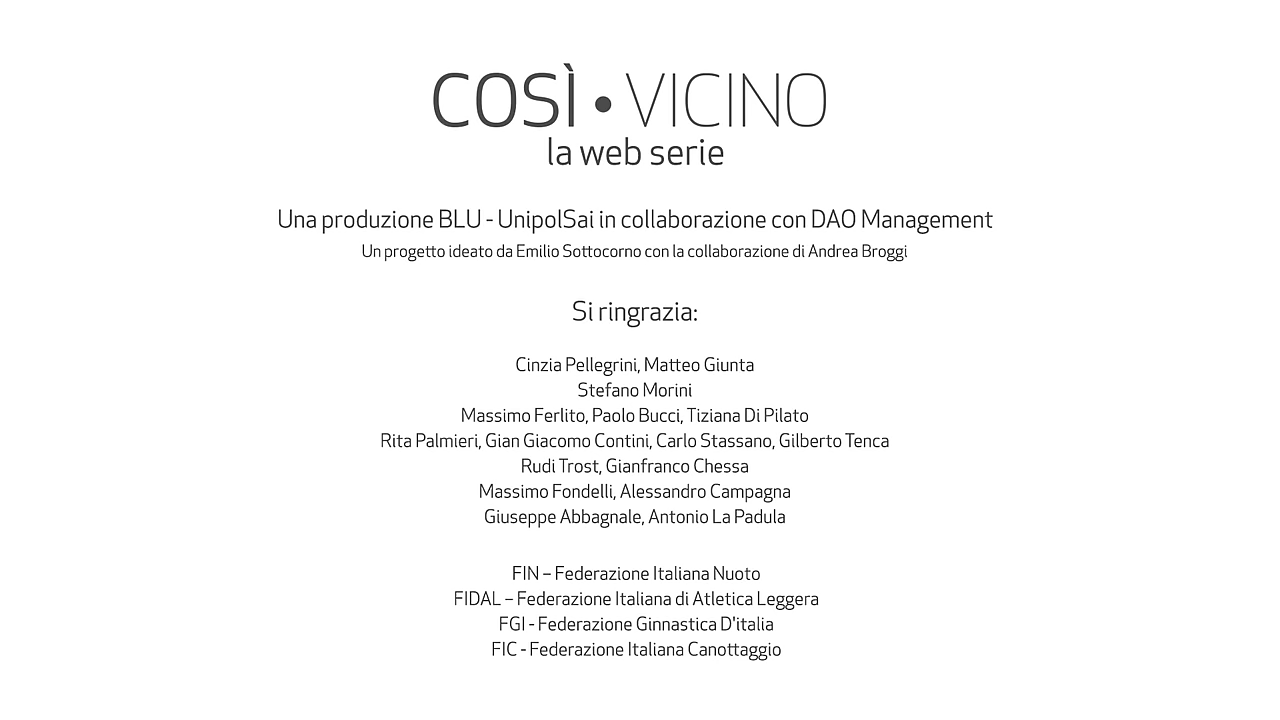 COSÌ • VICINO
la web serie
Una produzione BLU - UnipolSai in collaborazione con DAO Management
Un progetto ideato da Emilio Sottocorno con la collaborazione di Andrea Broggi
Si ringrazia:
Cinzia Pellegrini, Matteo Giunta
Stefano Morini
Massimo Ferlito, Paolo Bucci, Tiziana Di Pilato
Rita Palmieri, Gian Giacomo Contini, Carlo Stassano, Gilberto Tenca
Rudi Trost, Gianfranco Chessa
Massimo Fondelli, Alessandro Campagna
Giuseppe Abbagnale, Antonio La Padula
FIN – Federazione Italiana Nuoto
FIDAL – Federazione Italiana di Atletica Leggera
FGI - Federazione Ginnastica D'italia
FIC - Federazione Italiana Canottaggio